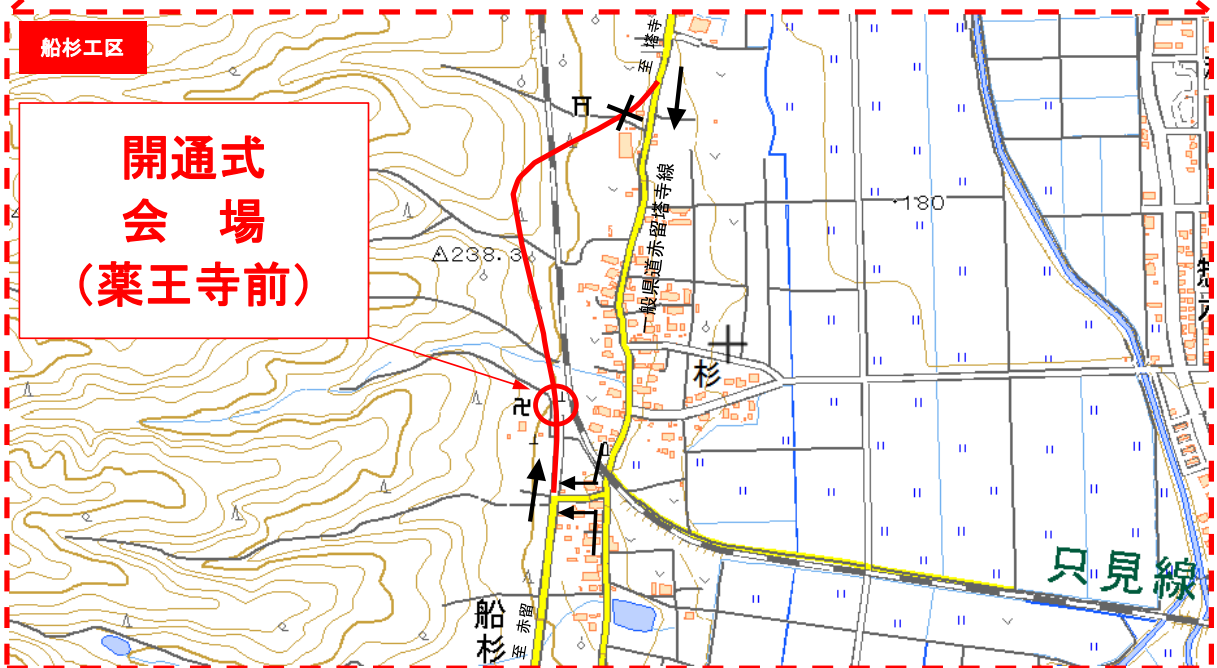 船杉工区
開通式
会　場
（薬王寺前）
至 塔寺
一般県道赤留塔寺線
・180
△238.3
杉
只見線
船杉
至 赤留